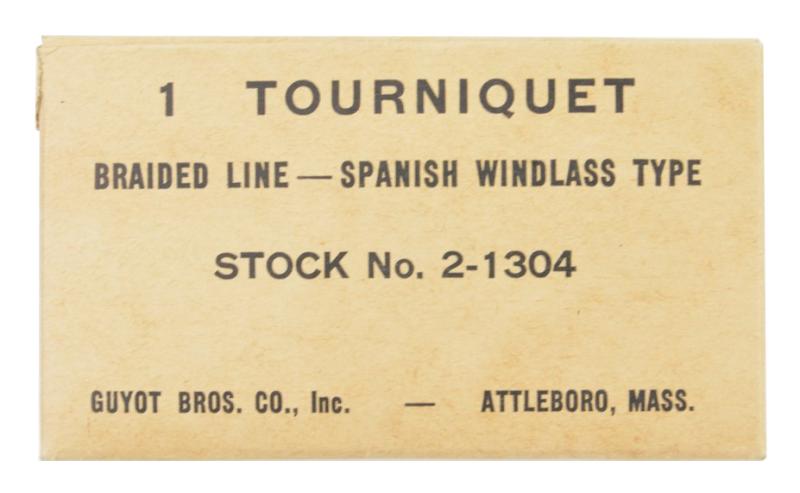 1 TOURNIQUET
BRAIDED LINE — SPANISH WINDLASS TYPE
STOCK No. 2-1304
GUYOT BROS. CO., Inc. — ATTLEBORO, MASS.